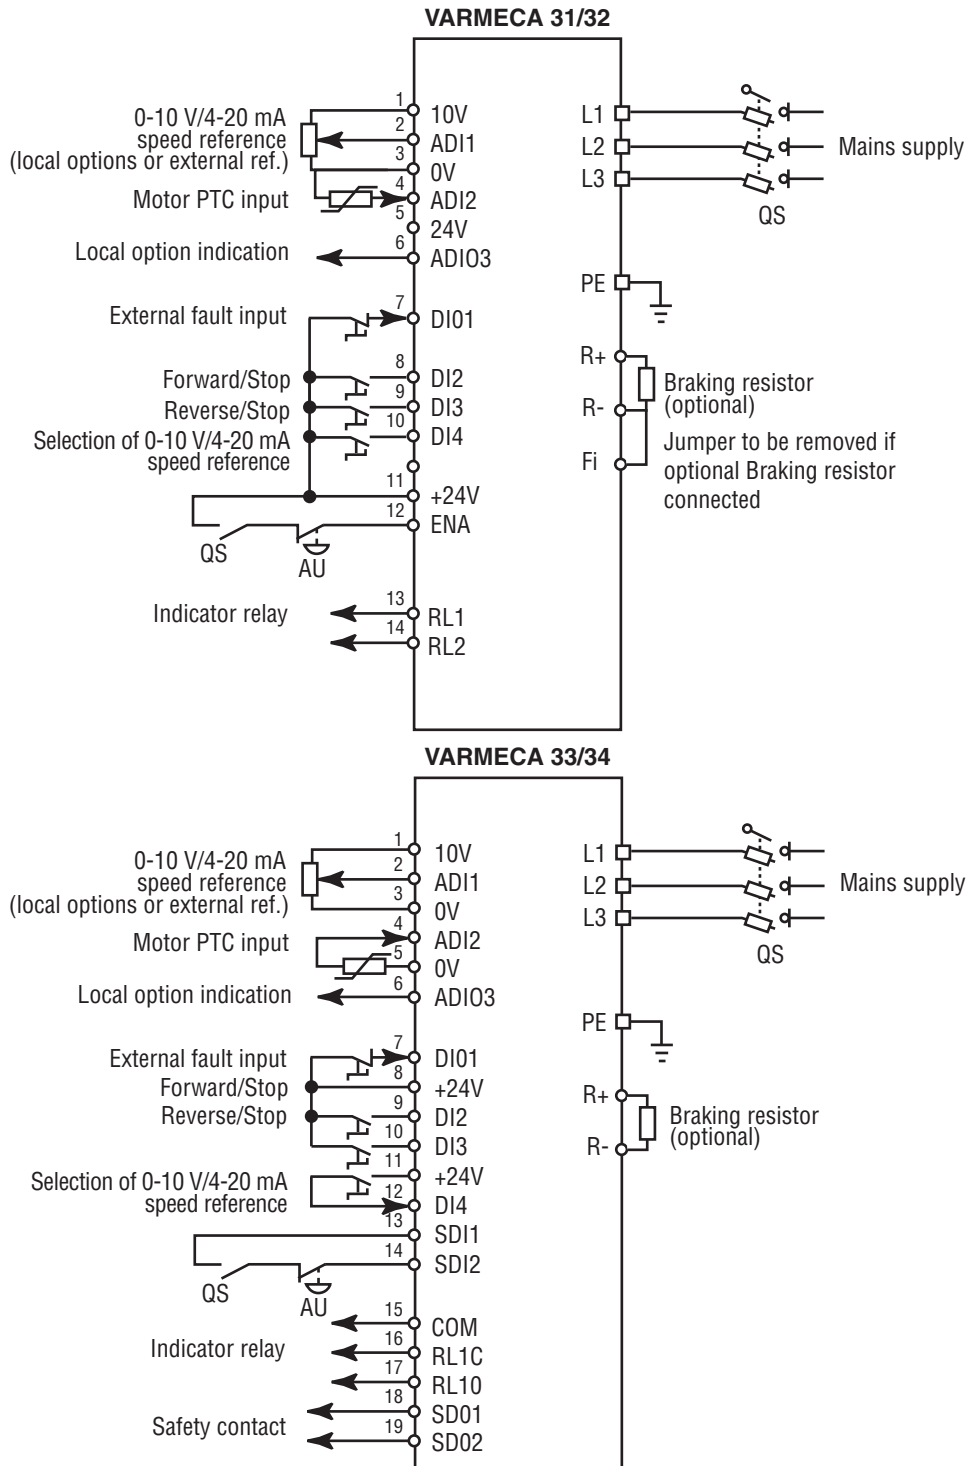 VARMECA 31/32
0-10 V/4-20 mA
speed reference
(local options or external ref.)
Motor PTC input
Local option indication
External fault input
Forward/Stop
Reverse/Stop
Selection of 0-10 V/4-20 mA
speed reference
QS
AU
Indicator relay
1 10V
2 ADI1
3 0V
4 ADI2
5 24V
6 ADIO3
7 DI01
8 DI2
9 DI3
10 DI4
11 +24V
12 ENA
13 RL1
14 RL2
L1
L2
L3
Mains supply
QS
PE
R+
R-
Fi
Braking resistor
(optional)
Jumper to be removed if
optional Braking resistor
connected
VARMECA 33/34
0-10 V/4-20 mA
speed reference
(local options or external ref.)
Motor PTC input
Local option indication
External fault input
Forward/Stop
Reverse/Stop
Selection of 0-10 V/4-20 mA
speed reference
QS
AU
Indicator relay
Safety contact
1 10V
2 ADI1
3 0V
4 ADI2
5 0V
6 ADIO3
7 DI01
8 +24V
9 DI2
10 DI3
11 +24V
12 DI4
13 SDI1
14 SDI2
15 COM
16 RL1C
17 RL10
18 SD01
19 SD02
L1
L2
L3
Mains supply
QS
PE
R+
R-
Braking resistor
(optional)